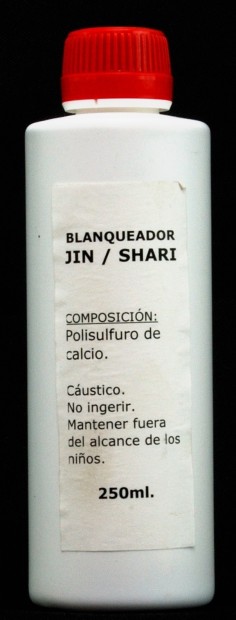 BLANQUEADOR
JIN / SHARI
COMPOSICIÓN:
Polisulfuro de
calcio.
Cáustico.
No ingerir.
Mantener fuera
del alcance de los
niños.
250ml.